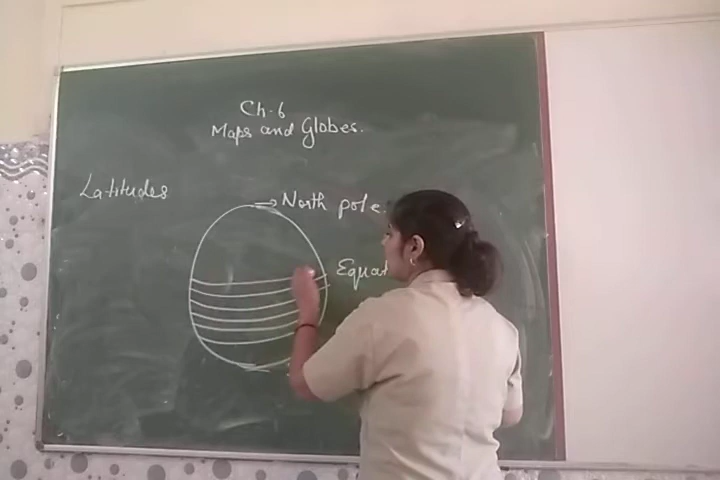 Ch-6
Maps and Globes.
Latitudes
North pole.
Equat